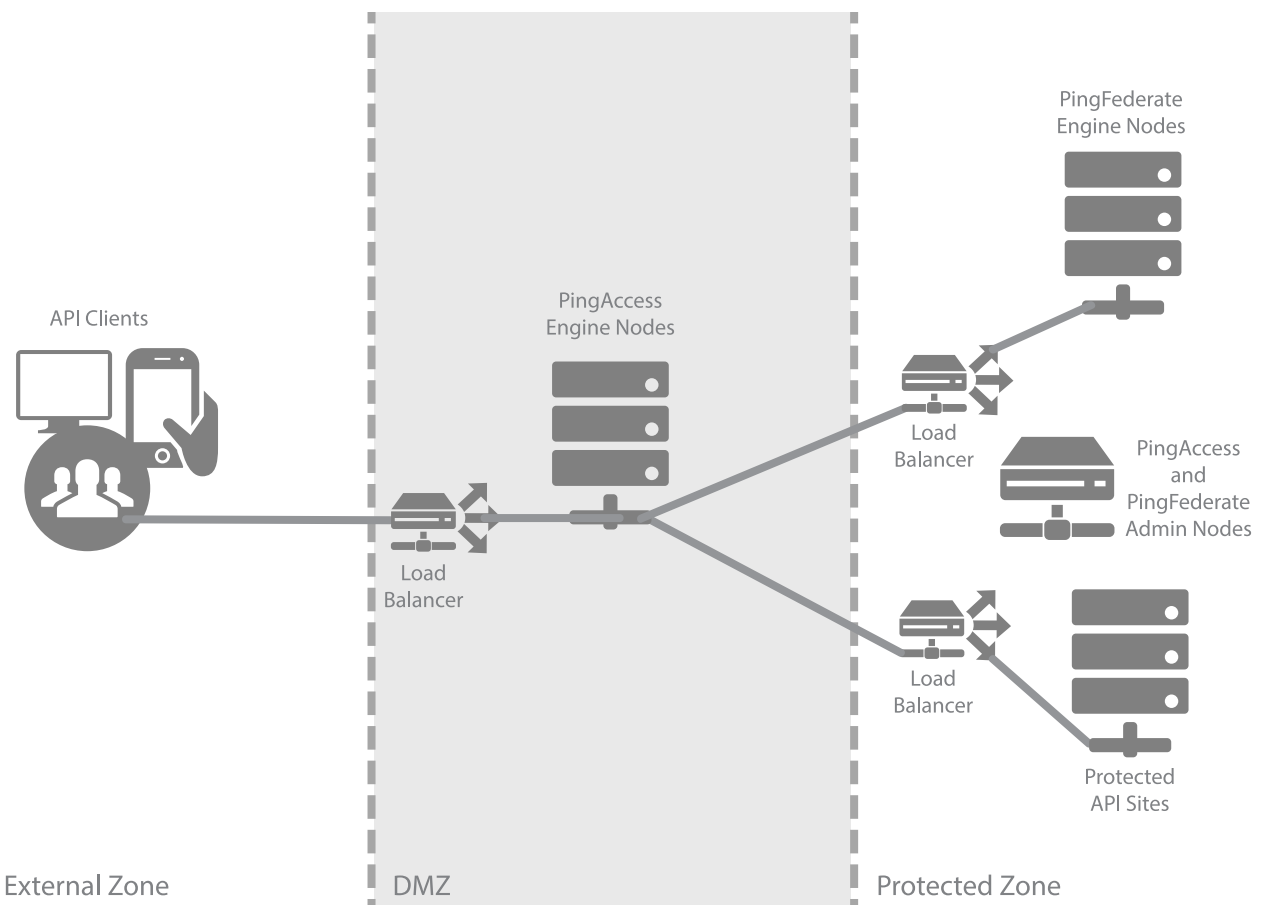 API Clients
PingAccess
Engine Nodes
Load
Balancer
PingFederate
Engine Nodes
Load
Balancer
PingAccess
and
PingFederate
Admin Nodes
Load
Balancer
Protected
API Sites
External Zone
DMZ
Protected Zone